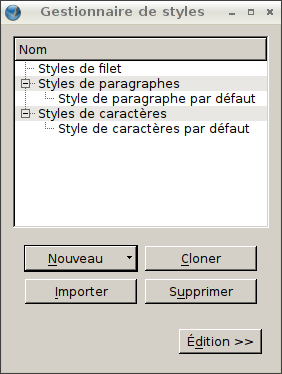 Gestionnaire de styles
Nom
Styles de filet
Styles de paragraphes
Style de paragraphe par défaut
Styles de caractères
Style de caractères par défaut
Nouveau
Cloner
Importer
Supprimer
Édition >>